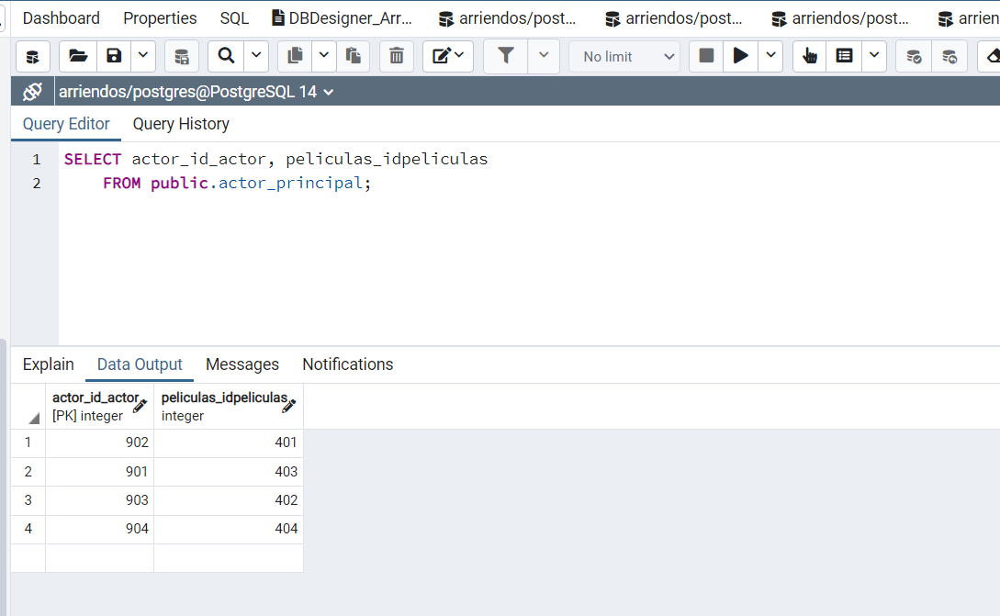 Dashboard Properties SQL DBDesigner_Arr... arriendos/post... arriendos/post... arriendos/post... arrien
No limit
arriendos/postgres@PostgreSQL 14
Query Editor Query History
1 SELECT actor_id_actor, peliculas_idpeliculas
2 FROM public.actor_principal;
Explain Data Output Messages Notifications
actor_id_actor peliculas_idpeliculas
[PK] integer integer
1 902 401
2 901 403
3 903 402
4 904 404